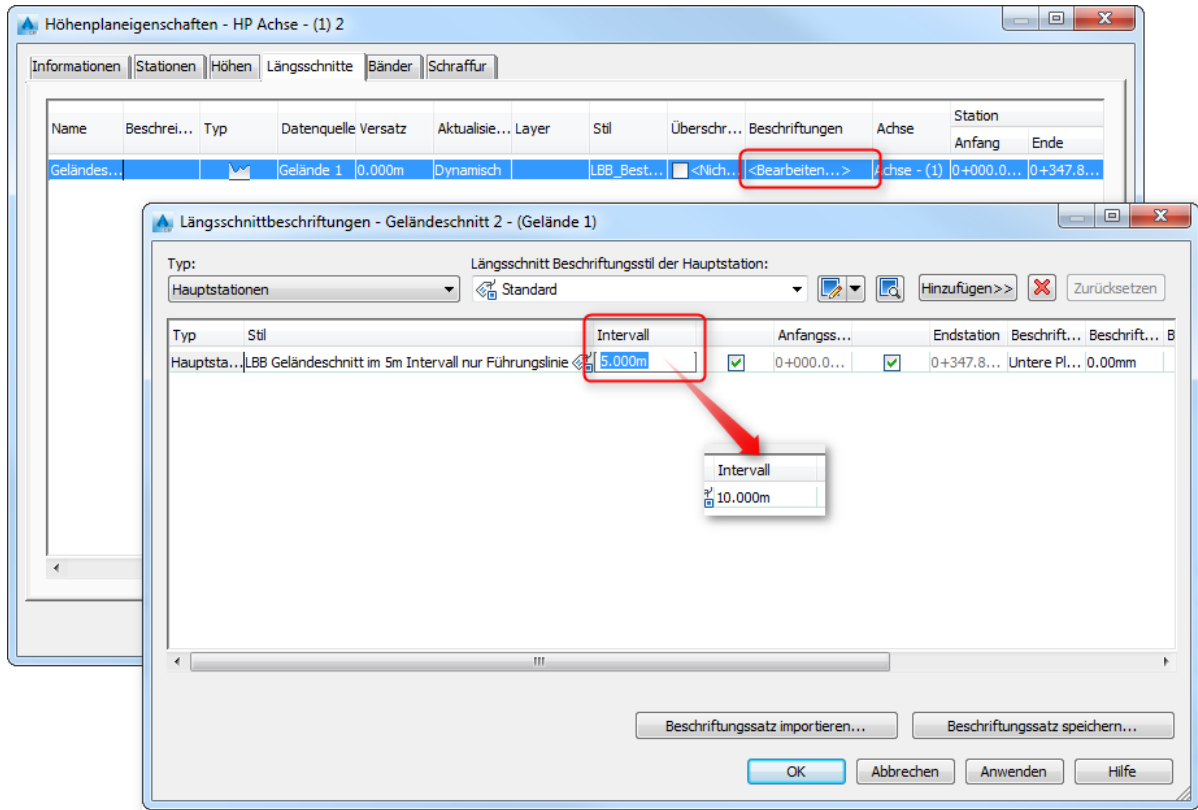 Höhenplaneigenschaften - HP Achse - (1) 2
Informationen Stationen Höhen Längsschnitte Bänder Schraffur
Station
Name Beschrei... Typ Datenquelle Versatz Aktualisie... Layer Stil Überschr... Beschriftungen Achse
Anfang Ende
Geländes... Gelände 1 0.000m Dynamisch LBB_Best... <Nich... <Bearbeiten...> Achse - (1) 0+000.0... 0+347.8...
Längsschnittbeschriftungen - Geländeschnitt 2 - (Gelände 1)
Typ: Längsschnitt Beschriftungsstil der Hauptstation:
Hauptstationen Standard Hinzufügen>> Zurücksetzen
Typ Stil Intervall Anfangss... Endstation Beschrift... Beschrift... B
Hauptsta... LBB Geländeschnitt im 5m Intervall nur Führungslinie 5.000m 0+000.0... 0+347.8... Untere Pl... 0.00mm
Intervall
10.000m
Beschriftungssatz importieren... Beschriftungssatz speichern...
OK Abbrechen Anwenden Hilfe